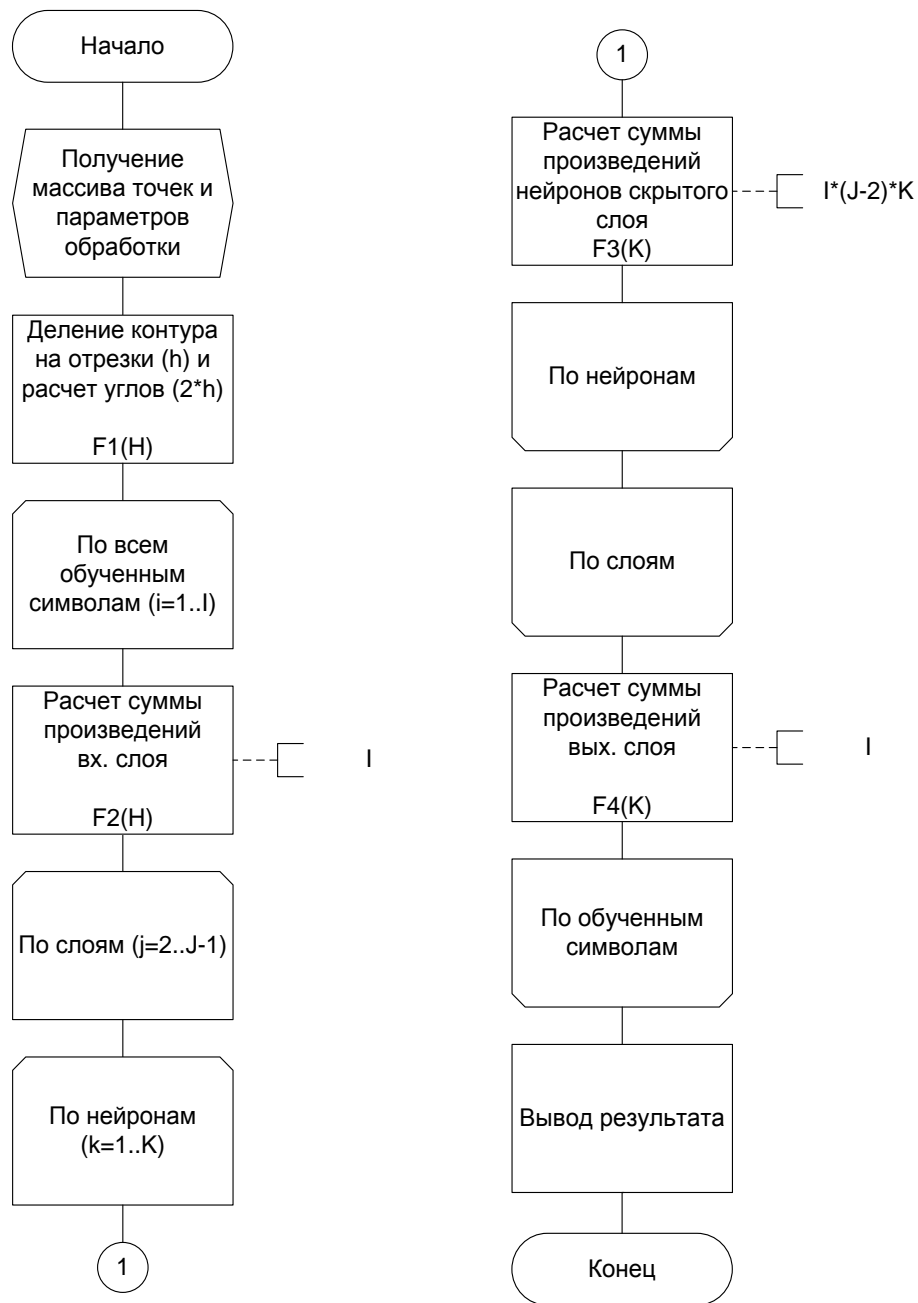 Начало
Получение
массива точек и
параметров
обработки
Деление контура
на отрезки (h) и
расчет углов (2*h)
F1(H)
По всем
обученным
символам (i=1..I)
Расчет суммы
произведений
вх. слоя
F2(H)
I
По слоям (j=2..J-1)
По нейронам
(k=1..K)
1
1
Расчет суммы
произведений
нейронов скрытого
слоя
F3(K)
I*(J-2)*K
По нейронам
По слоям
Расчет суммы
произведений
вых. слоя
F4(K)
I
По обученным
символам
Вывод результата
Конец